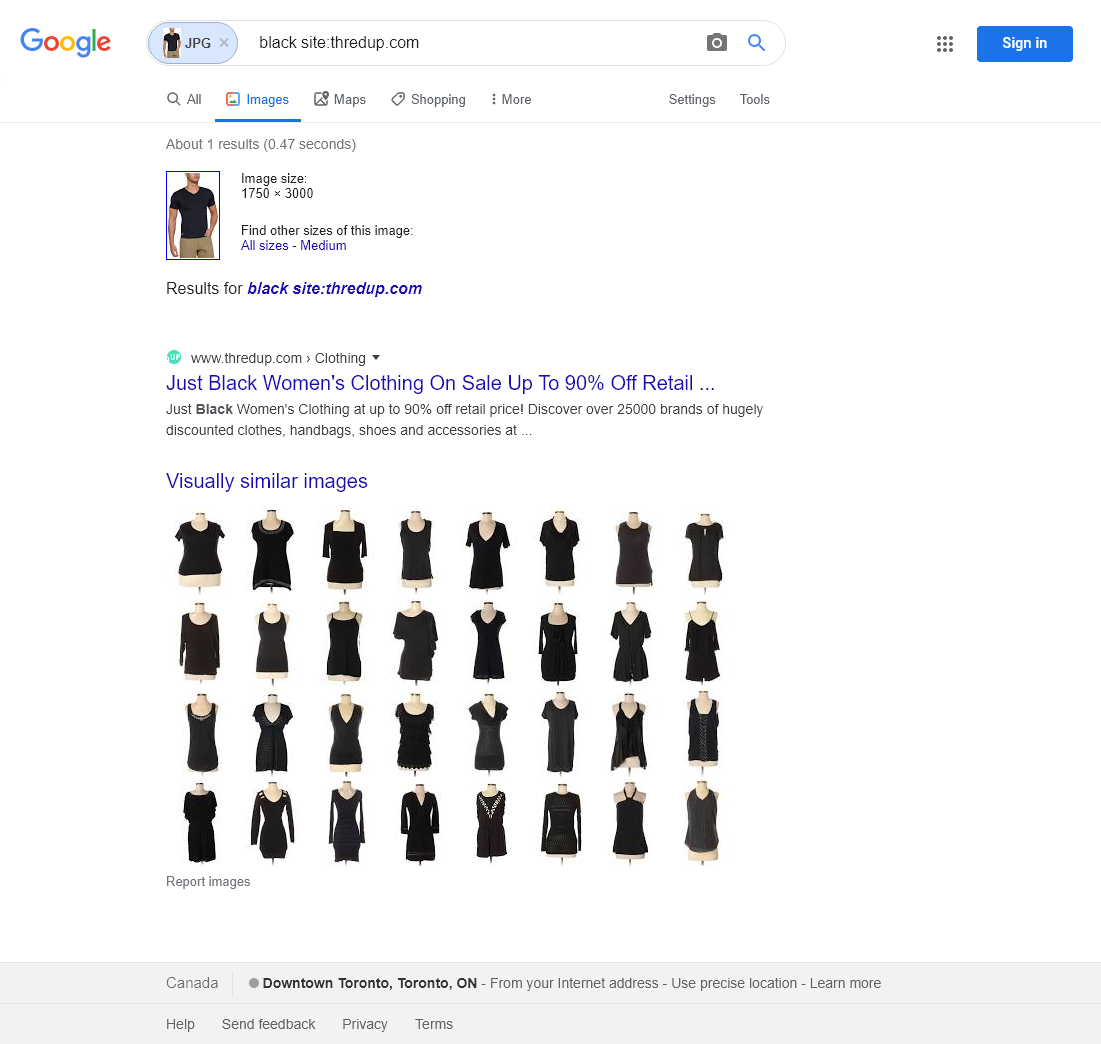 Google
JPG × black site:thredup.com
Sign in
All Images Maps Shopping More
Settings Tools
About 1 results (0.47 seconds)
Image size:
1750 × 3000
Find other sizes of this image:
All sizes - Medium
Results for black site:thredup.com
UP www.thredup.com › Clothing
Just Black Women's Clothing On Sale Up To 90% Off Retail ...
Just Black Women's Clothing at up to 90% off retail price! Discover over 25000 brands of hugely
discounted clothes, handbags, shoes and accessories at ...
Visually similar images
Report images
Canada Downtown Toronto, Toronto, ON - From your Internet address - Use precise location - Learn more
Help Send feedback Privacy Terms